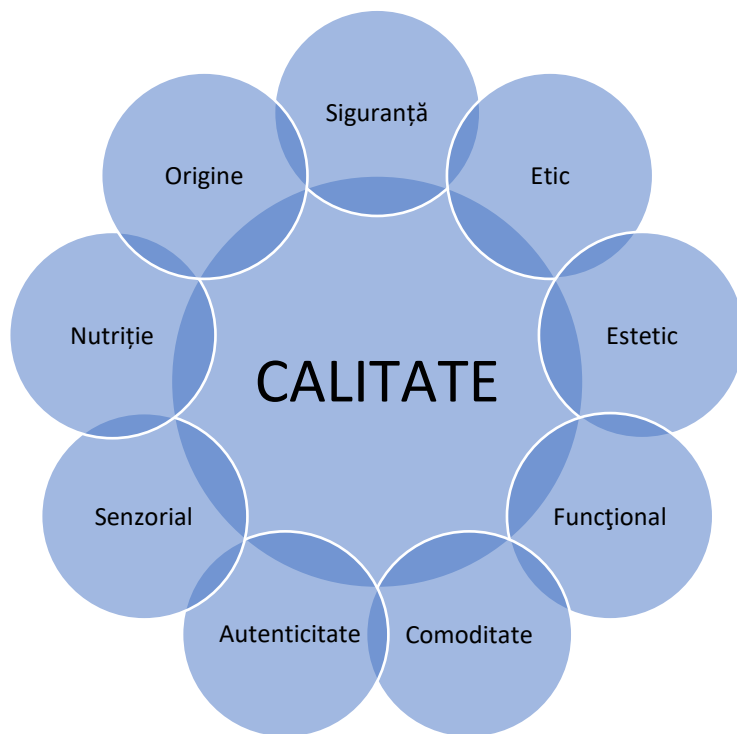 Siguranță
Origine
Etic
Nutriție
Estetic
CALITATE
Senzorial
Funcţional
Autenticitate
Comoditate